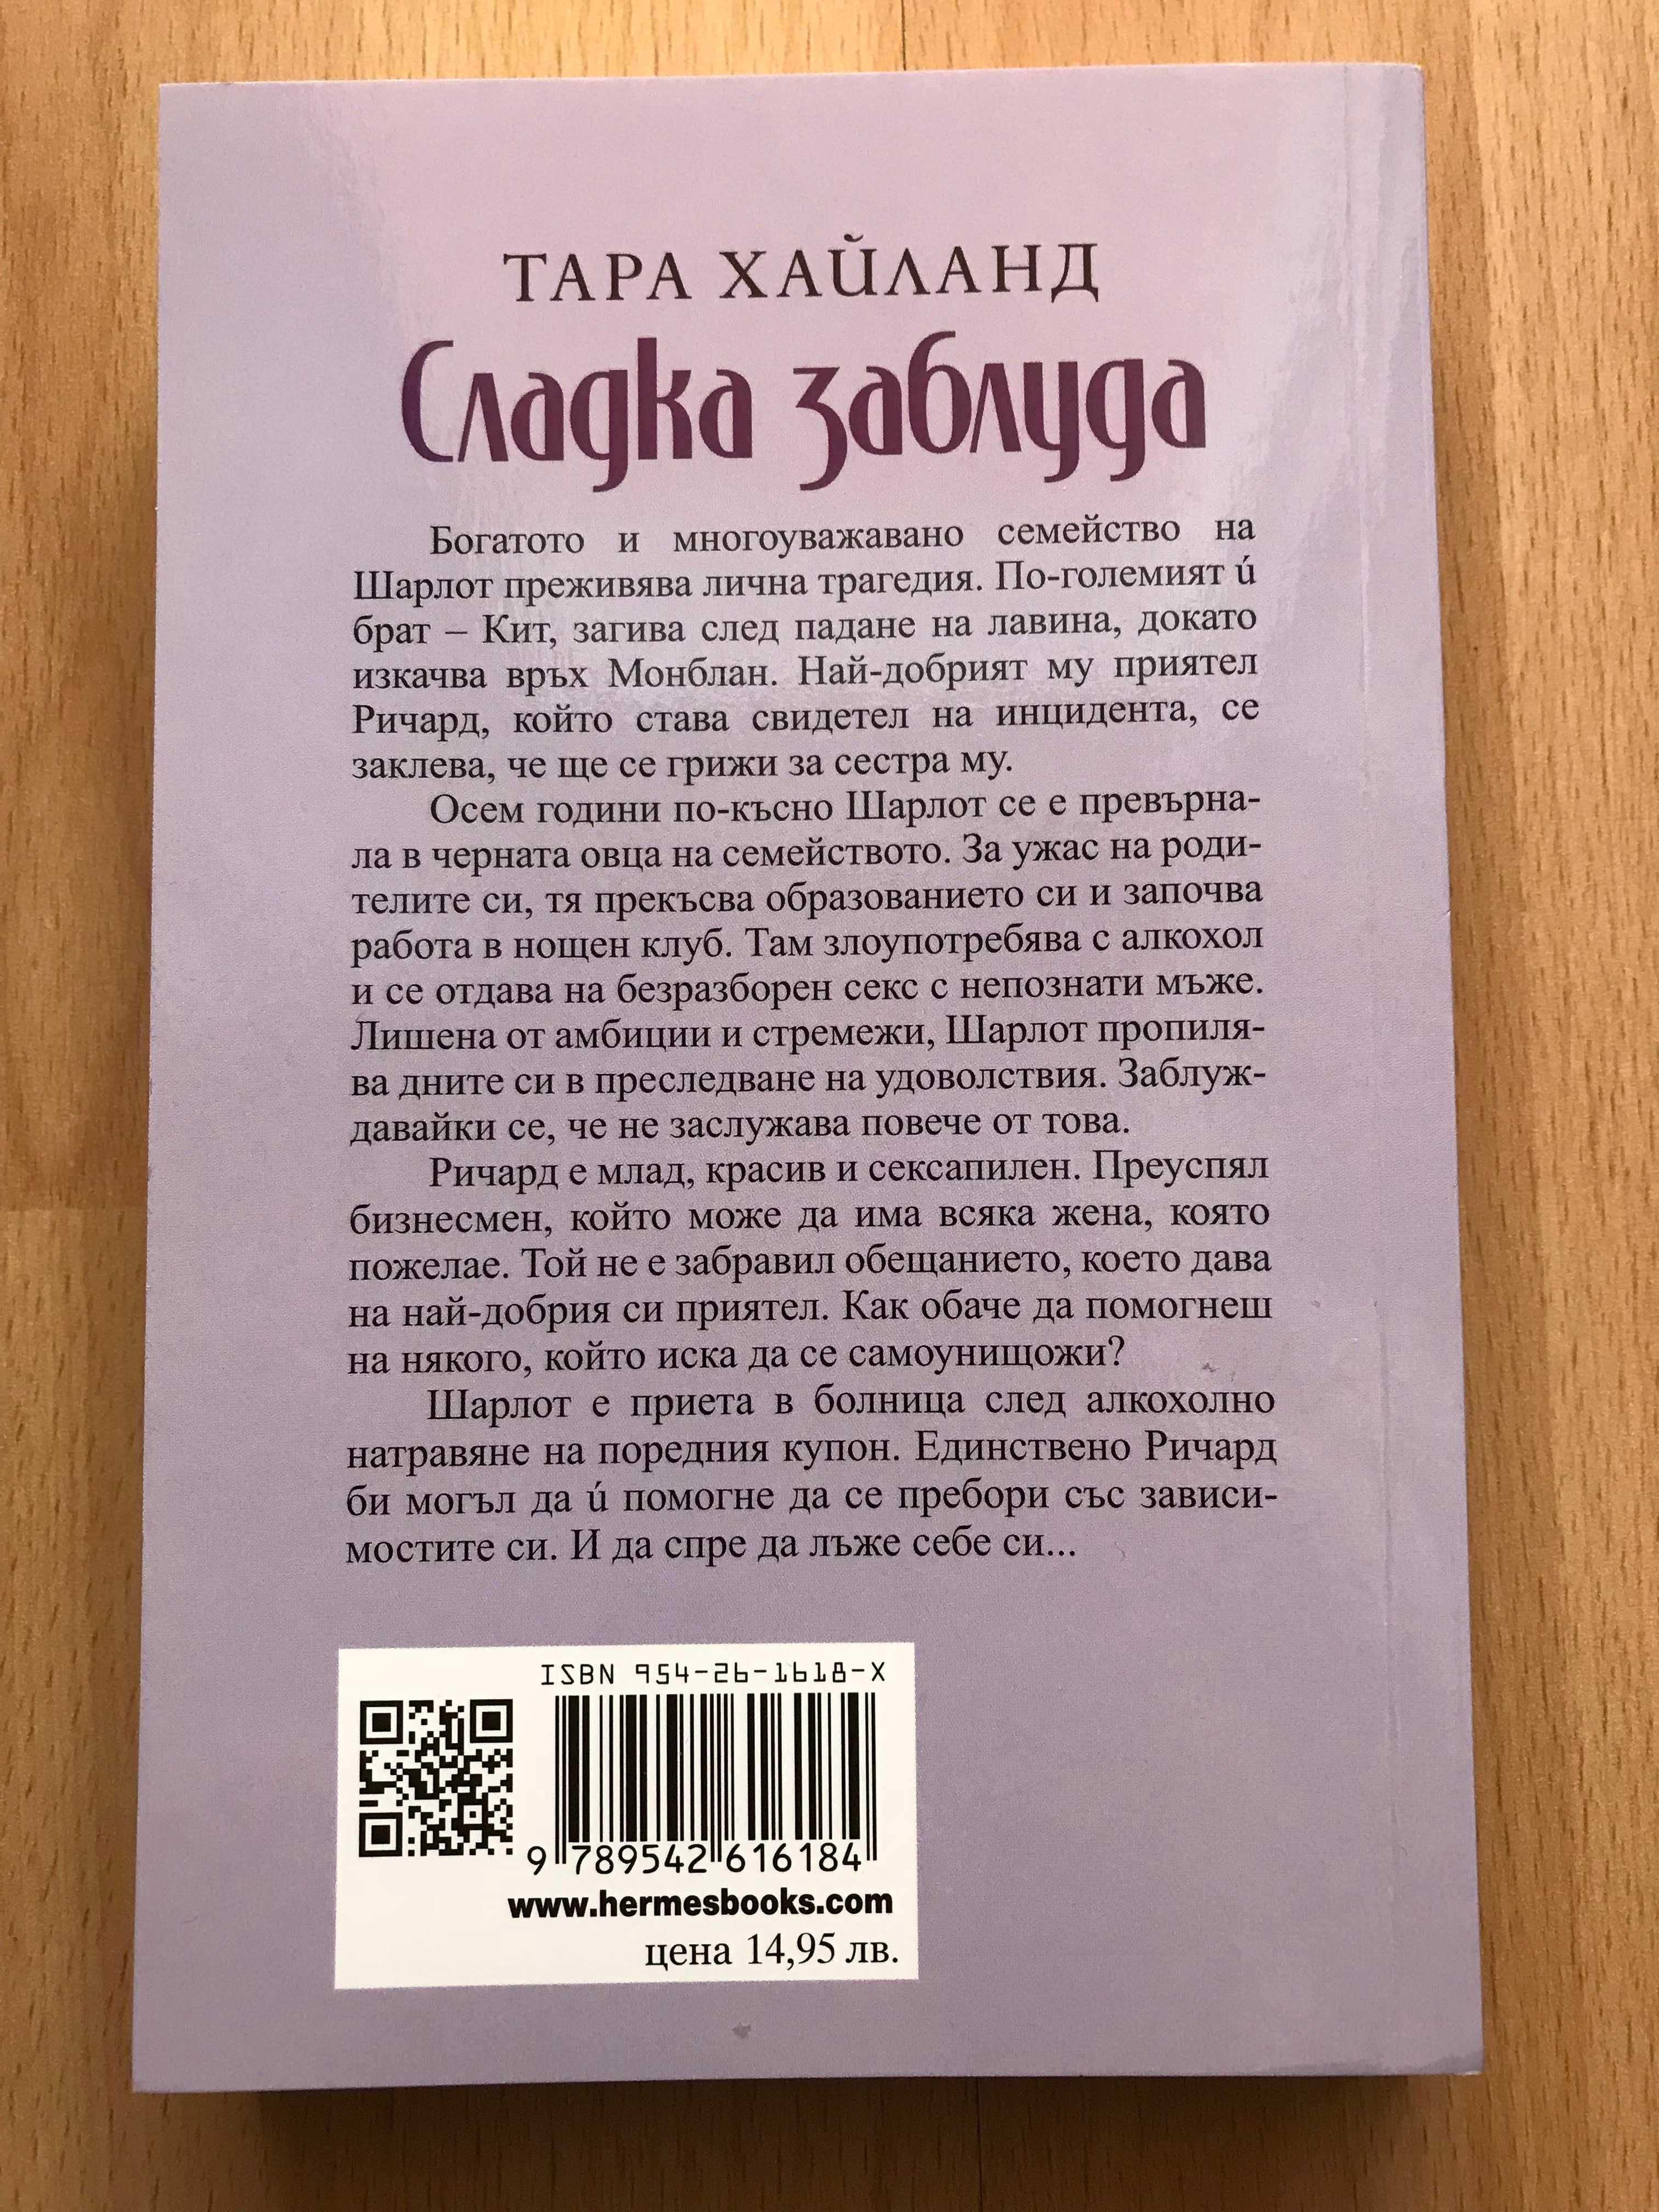 ТАРА ХАЙЛАНД
Сладка заблуда
Богатото и многоуважавано семейство на
Шарлот преживява лична трагедия. По-големият ѝ
брат – Кит, загива след падане на лавина, докато
изкачва връх Монблан. Най-добрият му приятел
Ричард, който става свидетел на инцидента, се
заклева, че ще се грижи за сестра му.
Осем години по-късно Шарлот се е превърна-
ла в черната овца на семейството. За ужас на роди-
телите си, тя прекъсва образованието си и започва
работа в нощен клуб. Там злоупотребява с алкохол
и се отдава на безразборен секс с непознати мъже.
Лишена от амбиции и стремежи, Шарлот пропиля-
ва дните си в преследване на удоволствия. Заблуж-
давайки се, че не заслужава повече от това.
Ричард е млад, красив и сексапилен. Преуспял
бизнесмен, който може да има всяка жена, която
пожелае. Той не е забравил обещанието, което дава
на най-добрия си приятел. Как обаче да помогнеш
на някого, който иска да се самоунищожи?
Шарлот е приета в болница след алкохолно
натравяне на поредния купон. Единствено Ричард
би могъл да ѝ помогне да се пребори със зависи-
мостите си. И да спре да лъже себе си...
ISBN 954-26-1618-X
9 789542 616184
www.hermesbooks.com
цена 14,95 лв.